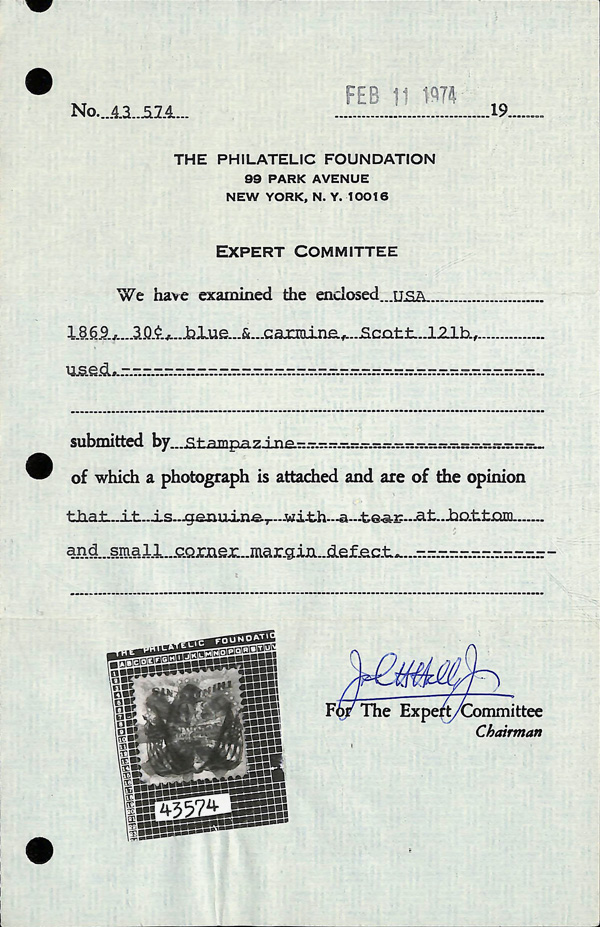 No. 43 574 FEB 11 1974 19
THE PHILATELIC FOUNDATION
99 PARK AVENUE
NEW YORK, N. Y. 10016
EXPERT COMMITTEE
We have examined the enclosed USA
1869, 30¢, blue & carmine, Scott 121b,
used.
submitted by Stampazine
of which a photograph is attached and are of the opinion
that it is genuine, with a tear at bottom
and small corner margin defect.
THE PHILATELIC FOUNDATIO
ABCDEFGHIJKLMNOPQRSTUV
43574
For The Expert Committee
Chairman